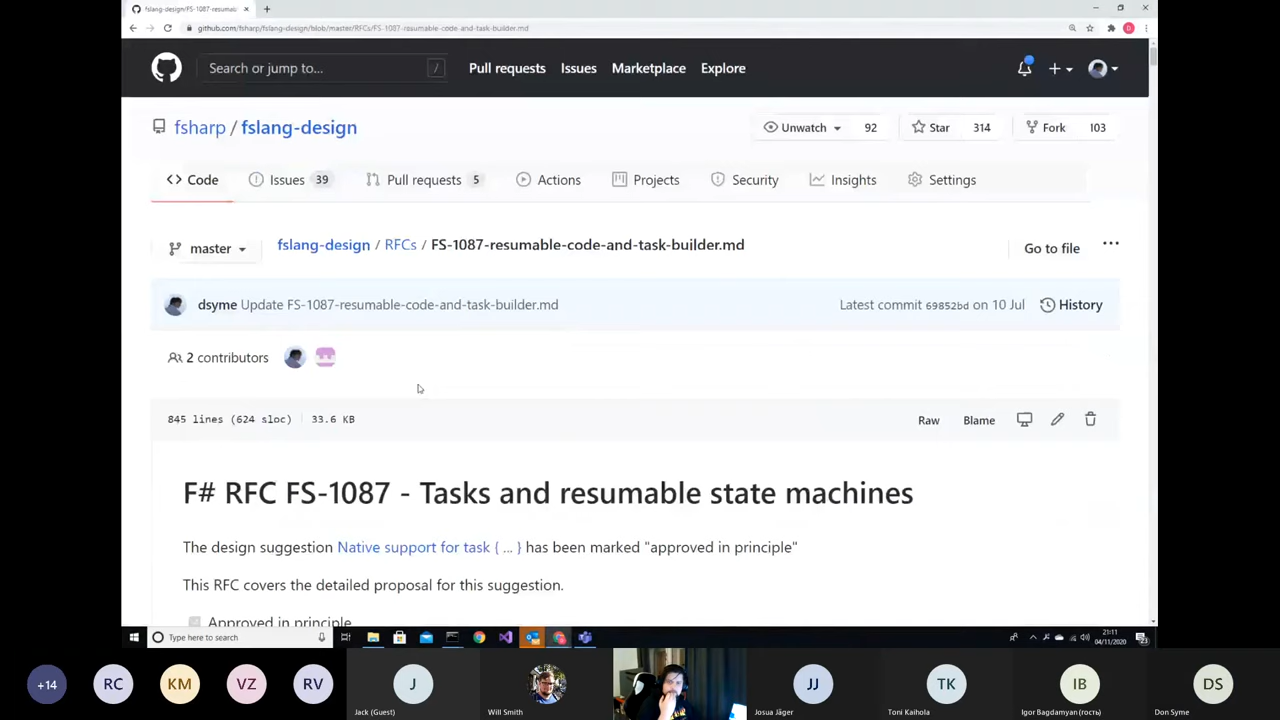 fslang-design/FS-1087-resumab
github.com/fsharp/fslang-design/blob/master/RFCs/FS-1087-resumable-code-and-task-builder.md
Search or jump to... /
Pull requests Issues Marketplace Explore
fsharp / fslang-design
Unwatch 92 Star 314 Fork 103
Code Issues 39 Pull requests 5 Actions Projects Security Insights Settings
master fslang-design / RFCs / FS-1087-resumable-code-and-task-builder.md Go to file ...
dsyme Update FS-1087-resumable-code-and-task-builder.md Latest commit 69852bd on 10 Jul History
2 contributors
845 lines (624 sloc) 33.6 KB Raw Blame
F# RFC FS-1087 - Tasks and resumable state machines
The design suggestion Native support for task { ... } has been marked "approved in principle"
This RFC covers the detailed proposal for this suggestion.
Approved in principle
Type here to search
21:11
04/11/2020
+14 RC KM VZ RV J JJ TK IB DS
Jack (Guest) Will Smith Josua Jäger Toni Kaihola Igor Bagdamyan (гость) Don Syme